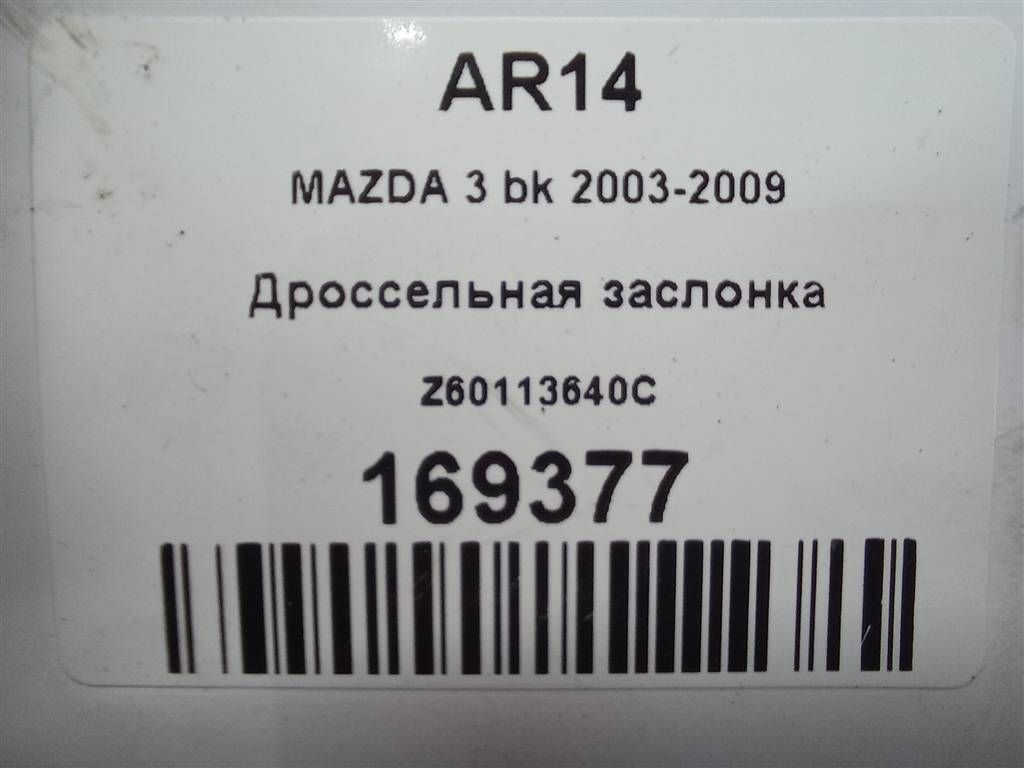 AR14
MAZDA 3 bk 2003-2009
Дроссельная заслонка
Z60113640C
169377